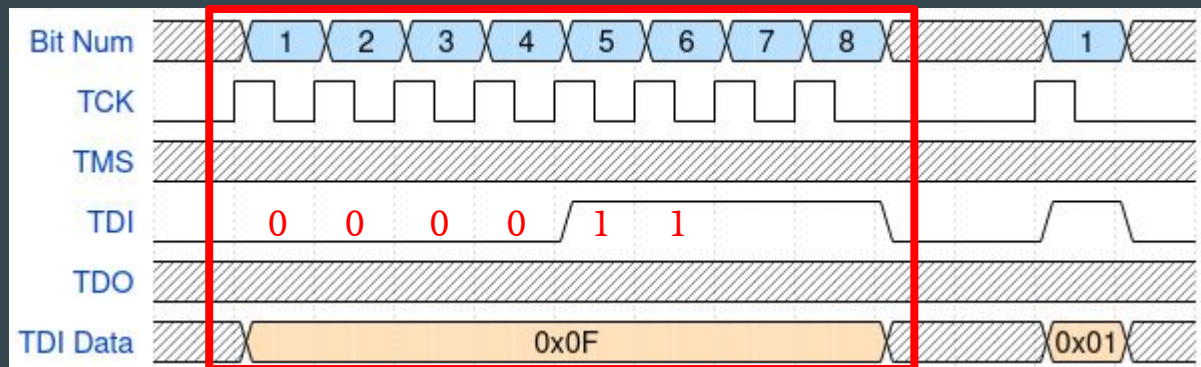 Bit Num 1 2 3 4 5 6 7 8 1
TCK
TMS
TDI 0 0 0 0 1 1
TDO
TDI Data 0x0F 0x01